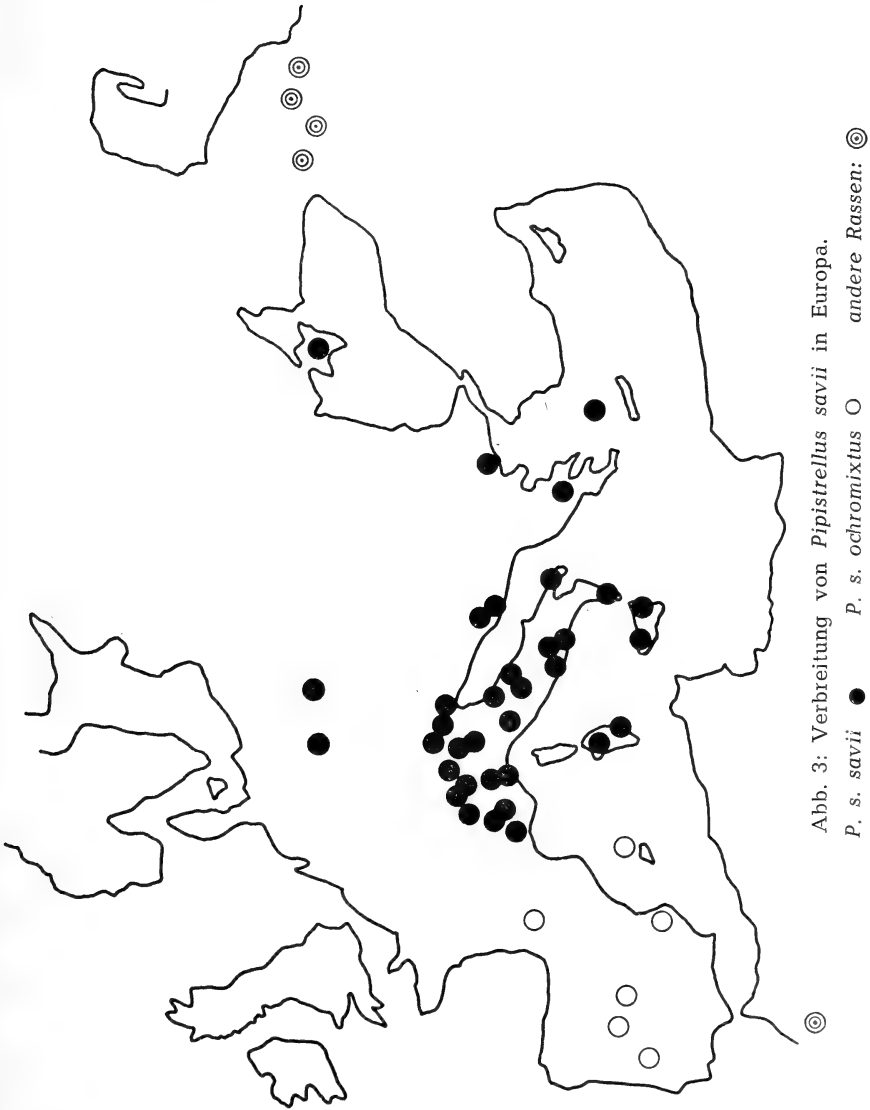 Abb. 3: Verbreitung von Pipistrellus savii in Europa.
P. s. savii ● P. s. ochromixtus ○ andere Rassen: ◎